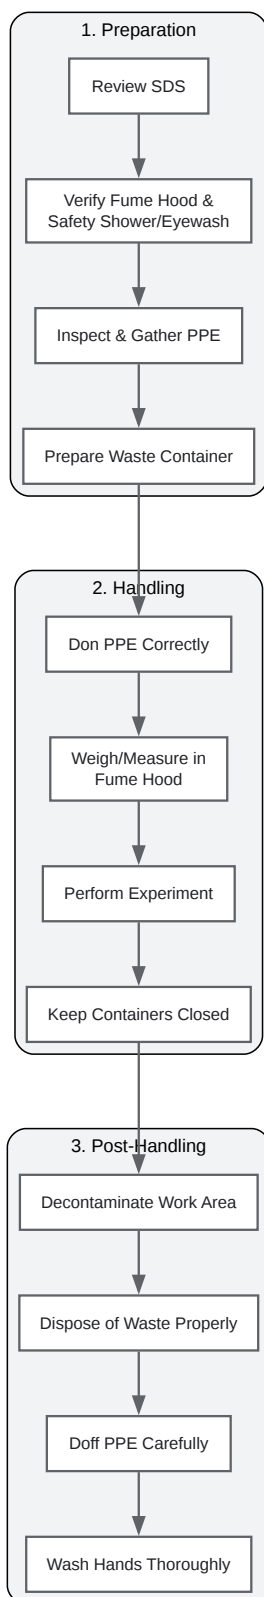 1. Preparation
Review SDS
Verify Fume Hood &
Safety Shower/Eyewash
Inspect & Gather PPE
Prepare Waste Container
2. Handling
Don PPE Correctly
Weigh/Measure in
Fume Hood
Perform Experiment
Keep Containers Closed
3. Post-Handling
Decontaminate Work Area
Dispose of Waste Properly
Doff PPE Carefully
Wash Hands Thoroughly